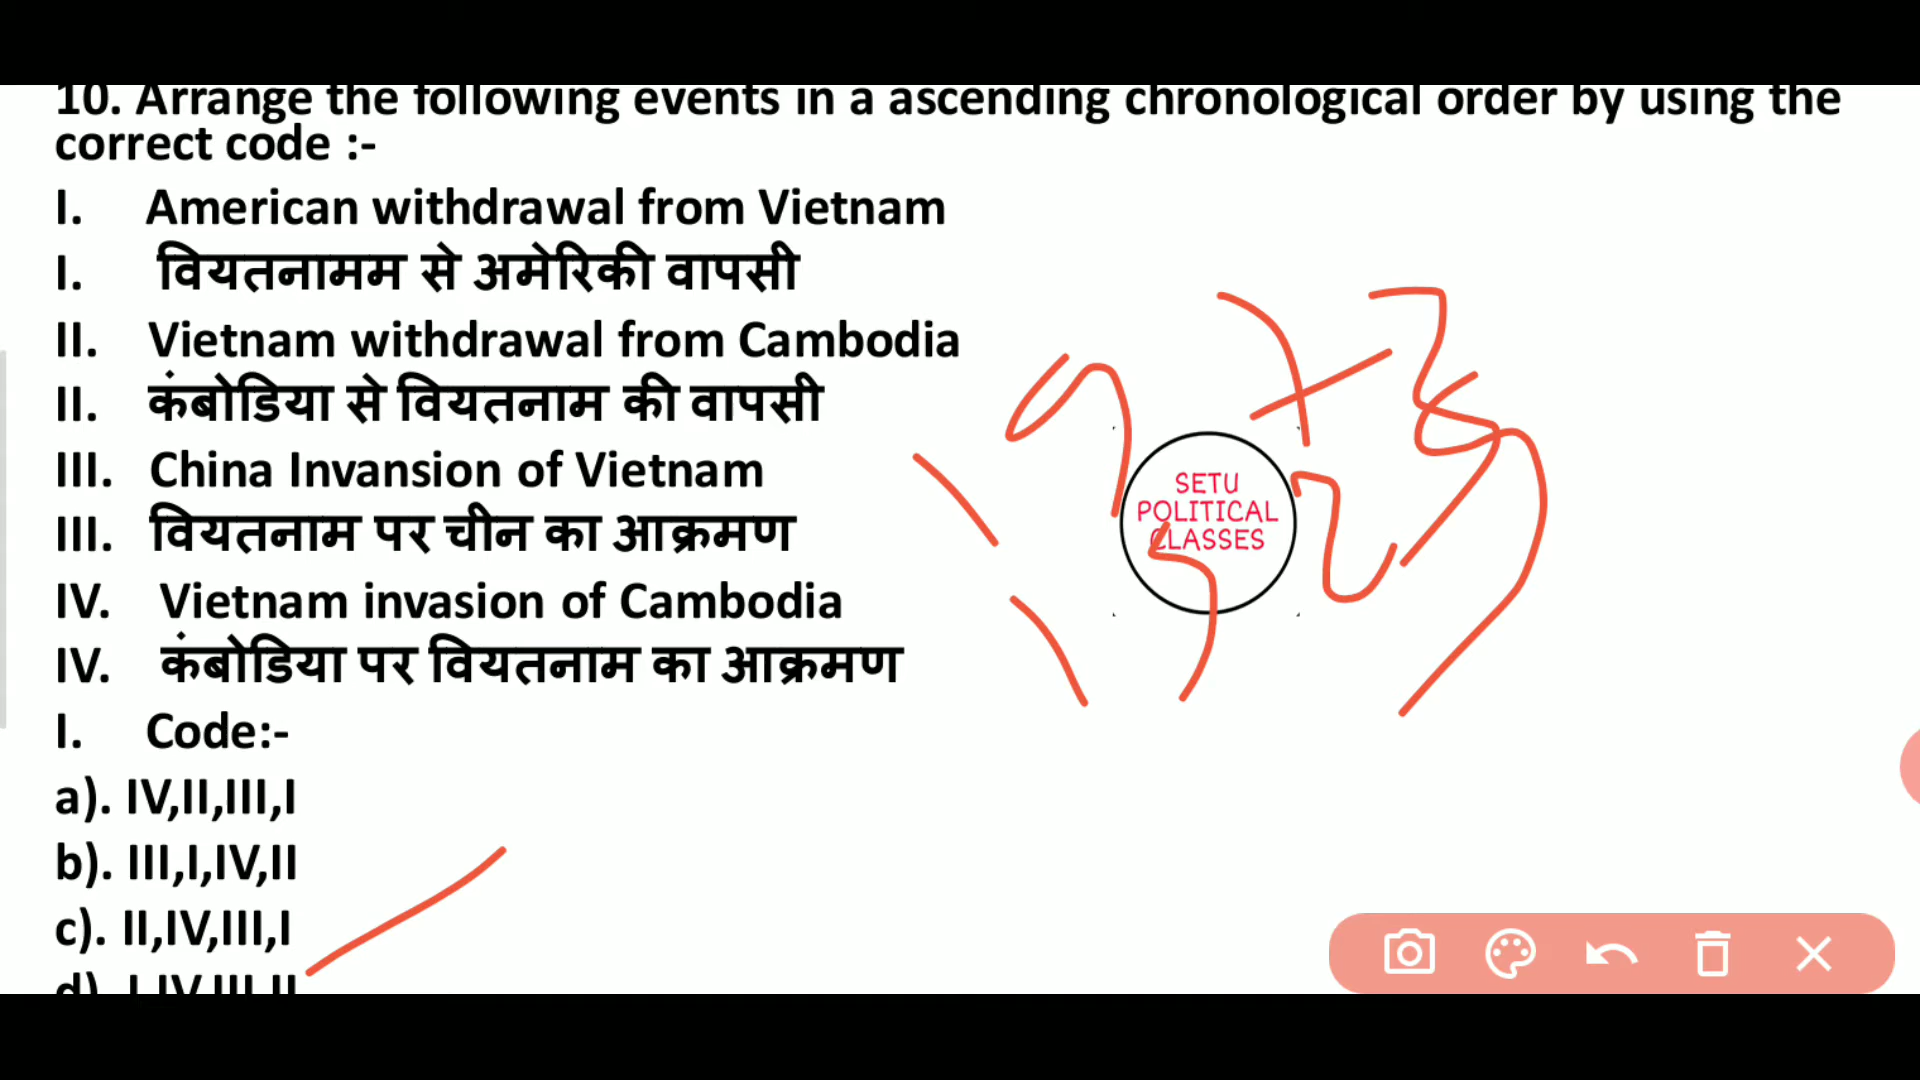 10. Arrange the following events in a ascending chronological order by using the
correct code :-
I. American withdrawal from Vietnam
I. वियतनामम से अमेरिकी वापसी
II. Vietnam withdrawal from Cambodia
II. कंबोडिया से वियतनाम की वापसी
III. China Invansion of Vietnam
III. वियतनाम पर चीन का आक्रमण
IV. Vietnam invasion of Cambodia
IV. कंबोडिया पर वियतनाम का आक्रमण
I. Code:-
a). IV,II,III,I
b). III,I,IV,II
c). II,IV,III,I
d). I,IV,III,II
SETU
POLITICAL
CLASSES